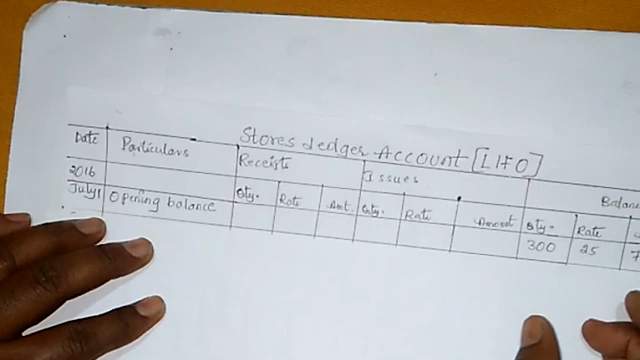 Stores Ledger Account [LIFO]
Date Particulars Receipts Issues
2016 Qty. Rate Amt. Qty. Rate Amount Qty. Rate
July 1 Opening balance 300 25